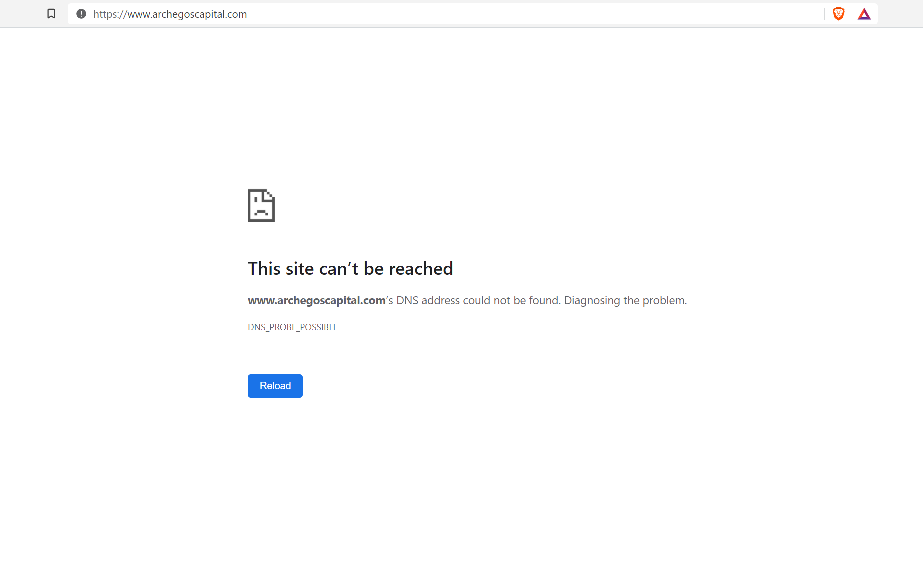 https://www.archegoscapital.com
This site can't be reached
www.archegoscapital.com's DNS address could not be found. Diagnosing the problem.
DNS_PROBE_POSSIBLE
Reload